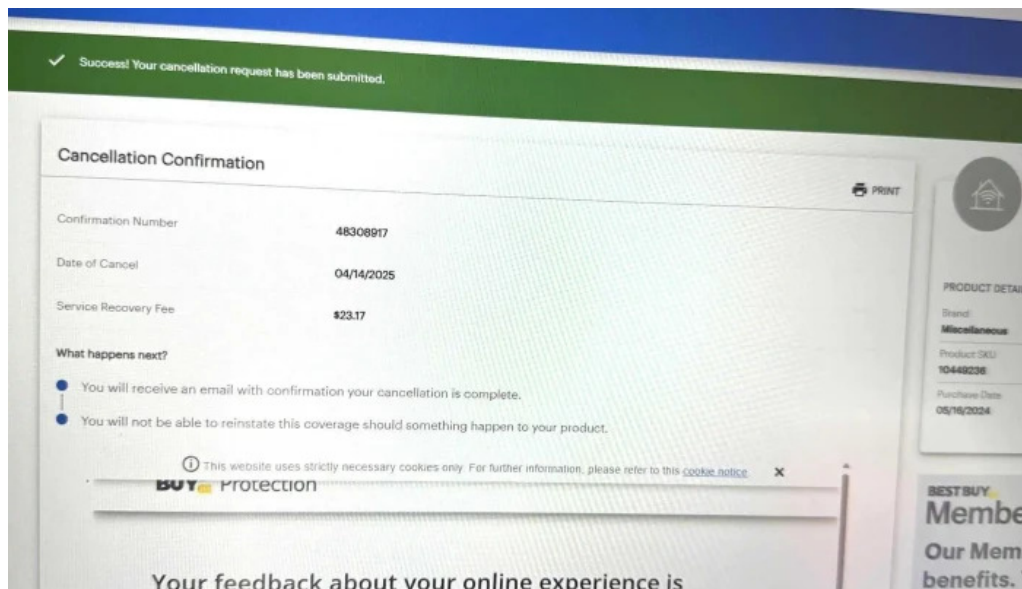 Success! Your cancellation request has been submitted.
Cancellation Confirmation
PRINT
Confirmation Number 48308917
Date of Cancel 04/14/2025
Service Recovery Fee $23.17
What happens next?
You will receive an email with confirmation your cancellation is complete.
You will not be able to reinstate this coverage should something happen to your product.
This website uses strictly necessary cookies only. For further information, please refer to this cookie notice.
BUY Protection
Your feedback about your online experience is
PRODUCT DETAI
Brand:
Miscellaneous
Product SKU
10449236
Purchase Date
05/16/2024
BEST BUY
Membe
Our Mem
benefits.